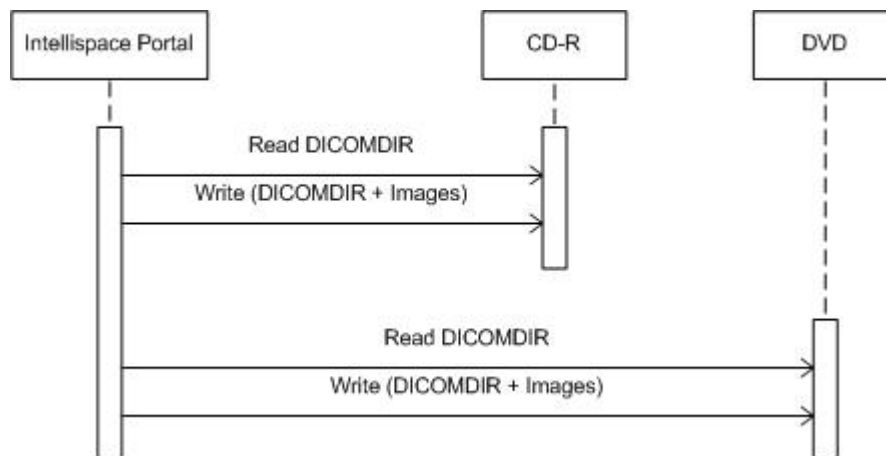 Intellispace Portal
CD-R
DVD
Read DICOMDIR
Write (DICOMDIR + Images)
Read DICOMDIR
Write (DICOMDIR + Images)